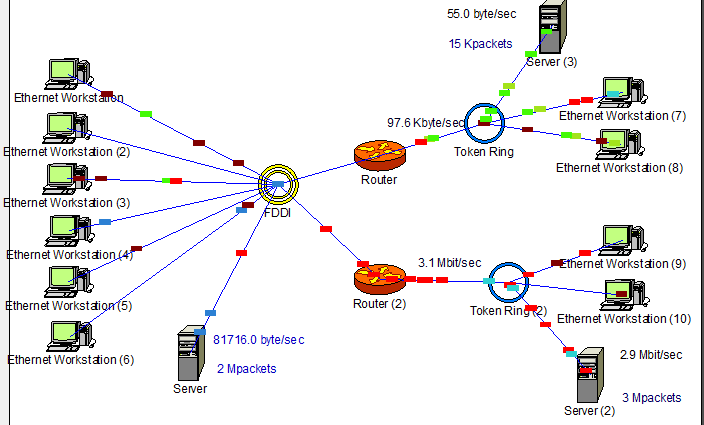 55.0 byte/sec
15 Kpackets
Server (3)
Ethernet Workstation
Ethernet Workstation (7)
97.6 Kbyte/sec
Ethernet Workstation (2)
Token Ring
Ethernet Workstation (8)
Router
Ethernet Workstation (3)
FDDI
Ethernet Workstation (4)
3.1 Mbit/sec
Ethernet Workstation (9)
Ethernet Workstation (5)
Router (2)
Token Ring (2)
Ethernet Workstation (10)
81716.0 byte/sec
Ethernet Workstation (6)
2.9 Mbit/sec
2 Mpackets
Server
3 Mpackets
Server (2)